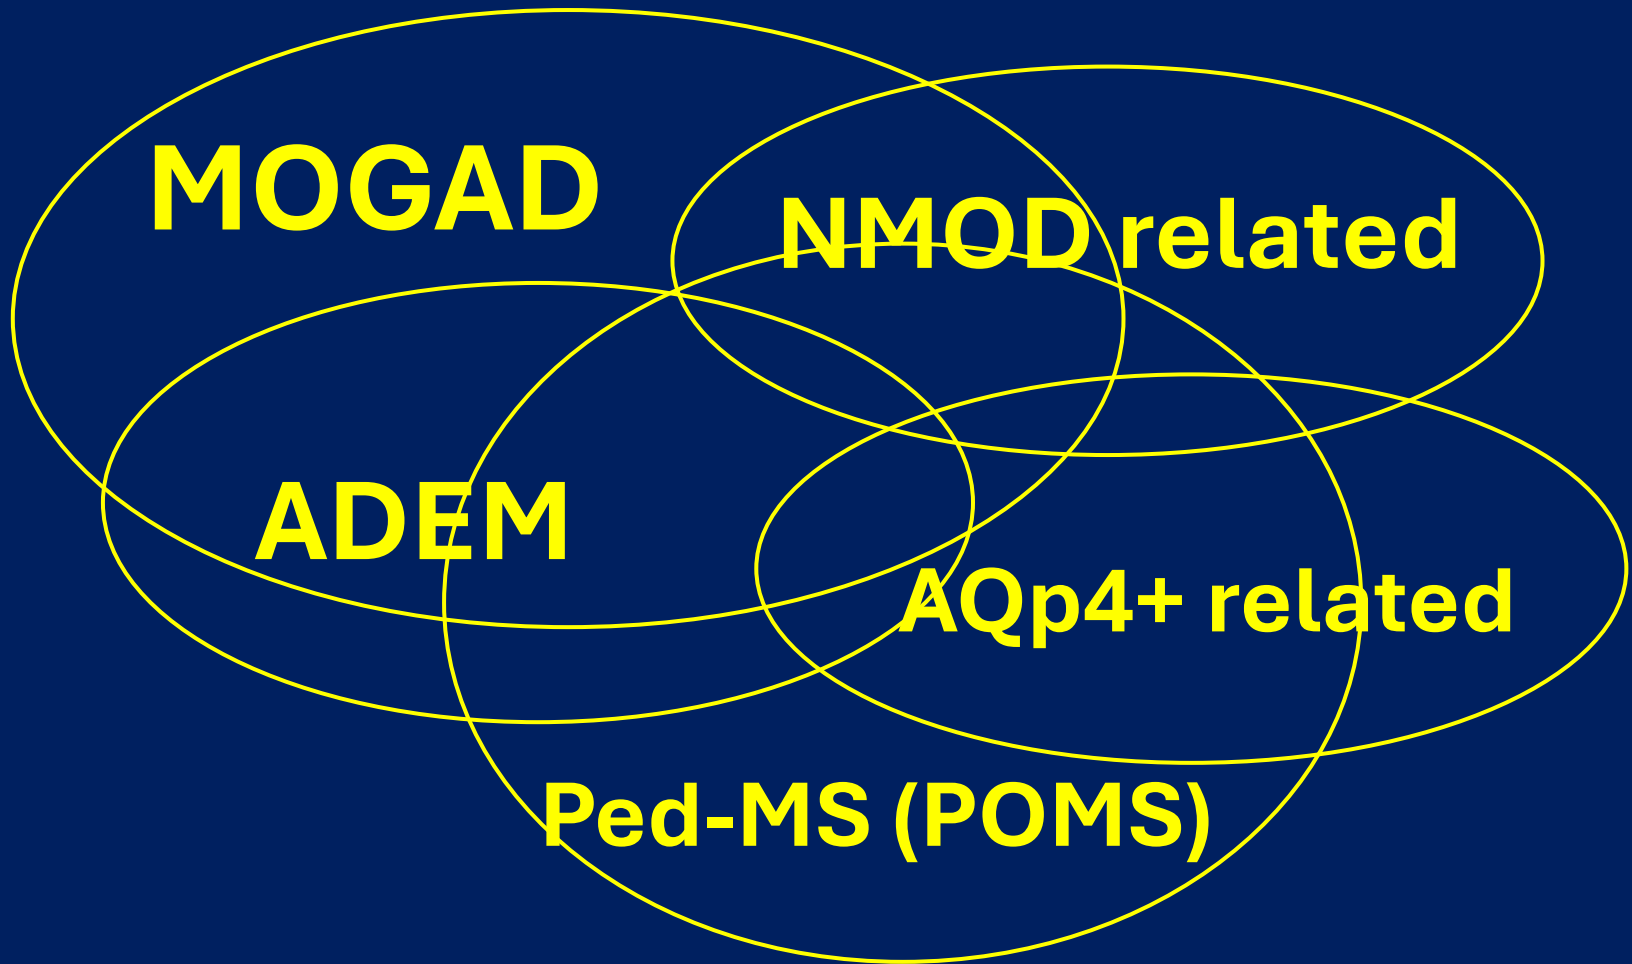 MOGAD
NMOD related
ADEM
AQp4+ related
Ped-MS (POMS)